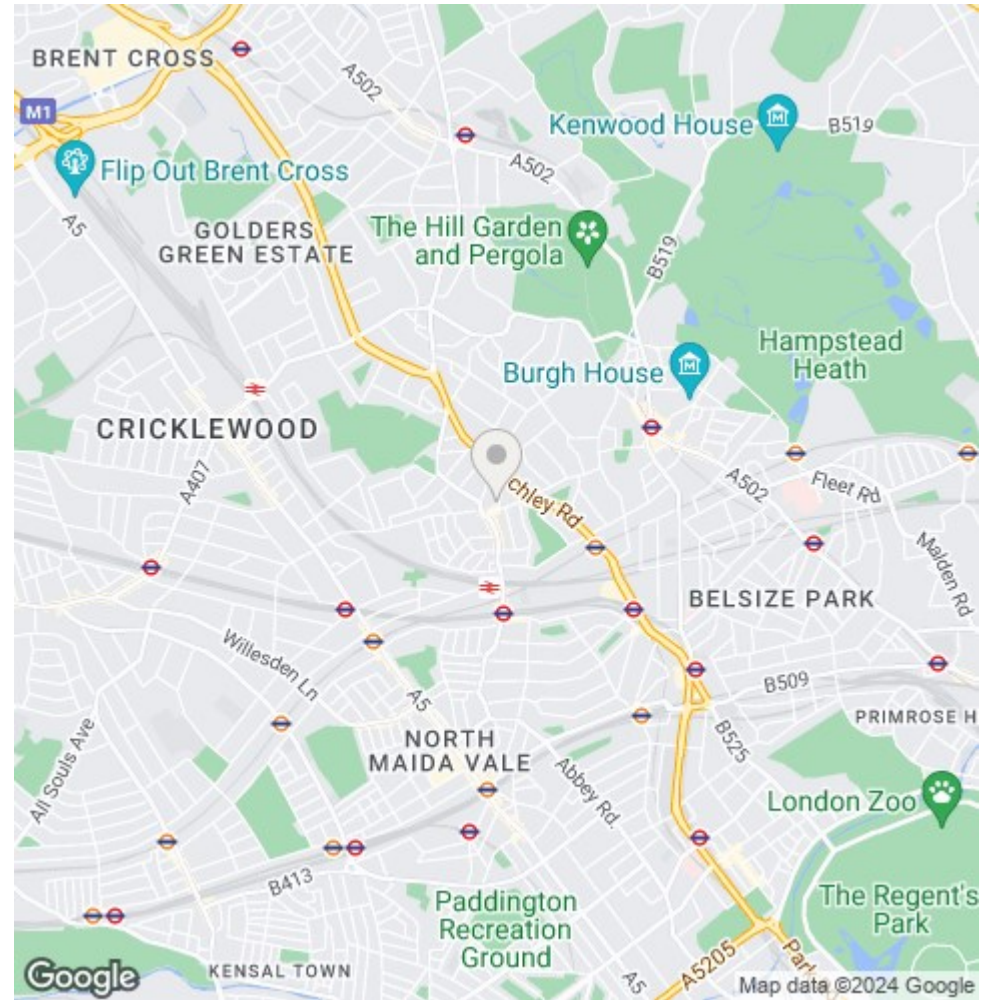 BRENT CROSS
A502
M1
Kenwood House
B519
Flip Out Brent Cross
A502
A5
GOLDERS
GREEN ESTATE
The Hill Garden
and Pergola
B519
Hampstead
Heath
Burgh House
CRICKLEWOOD
A407
chley Rd
A502
Fleet Rd
Malden Rd
BELSIZE PARK
Willesden Ln
A5
B509
PRIMROSE H
B525
NORTH
MAIDA VALE
Abbey Rd.
All Souls Ave
London Zoo
B413
Paddington
Recreation
Ground
The Regent's
Park
A5205
Park
A5
KENSAL TOWN
Google
Map data ©2024 Google